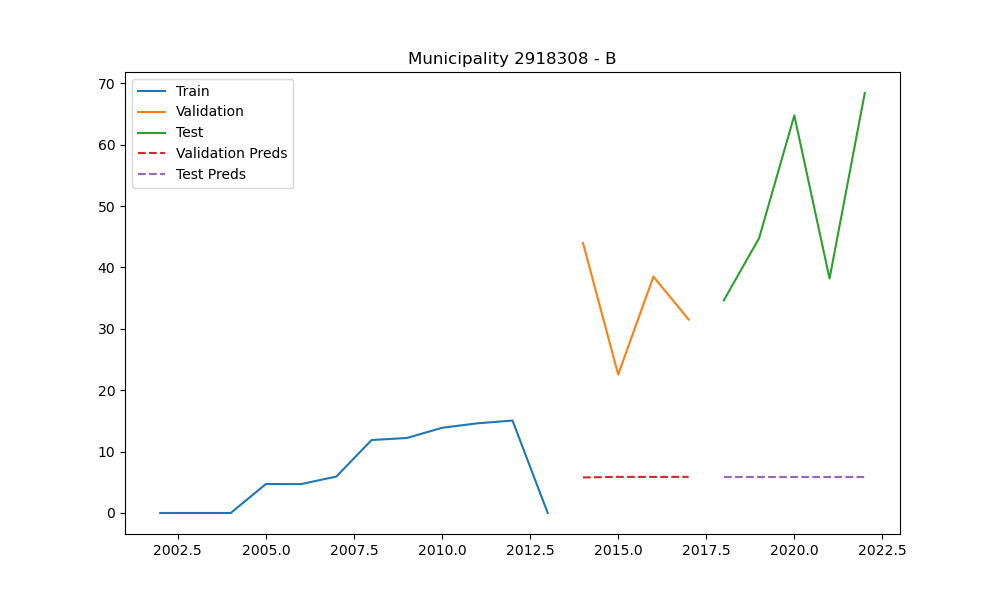 Municipality 2918308 - B
Train
Validation
Test
Validation Preds
Test Preds
70
60
50
40
30
20
10
0
2002.5 2005.0 2007.5 2010.0 2012.5 2015.0 2017.5 2020.0 2022.5